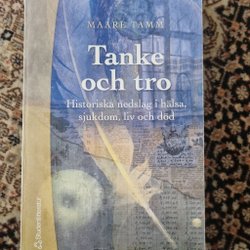 MAARE TAMM
Tanke
och tro
Historiska nedslag i hälsa,
sjukdom, liv och död
Studentlitteratur